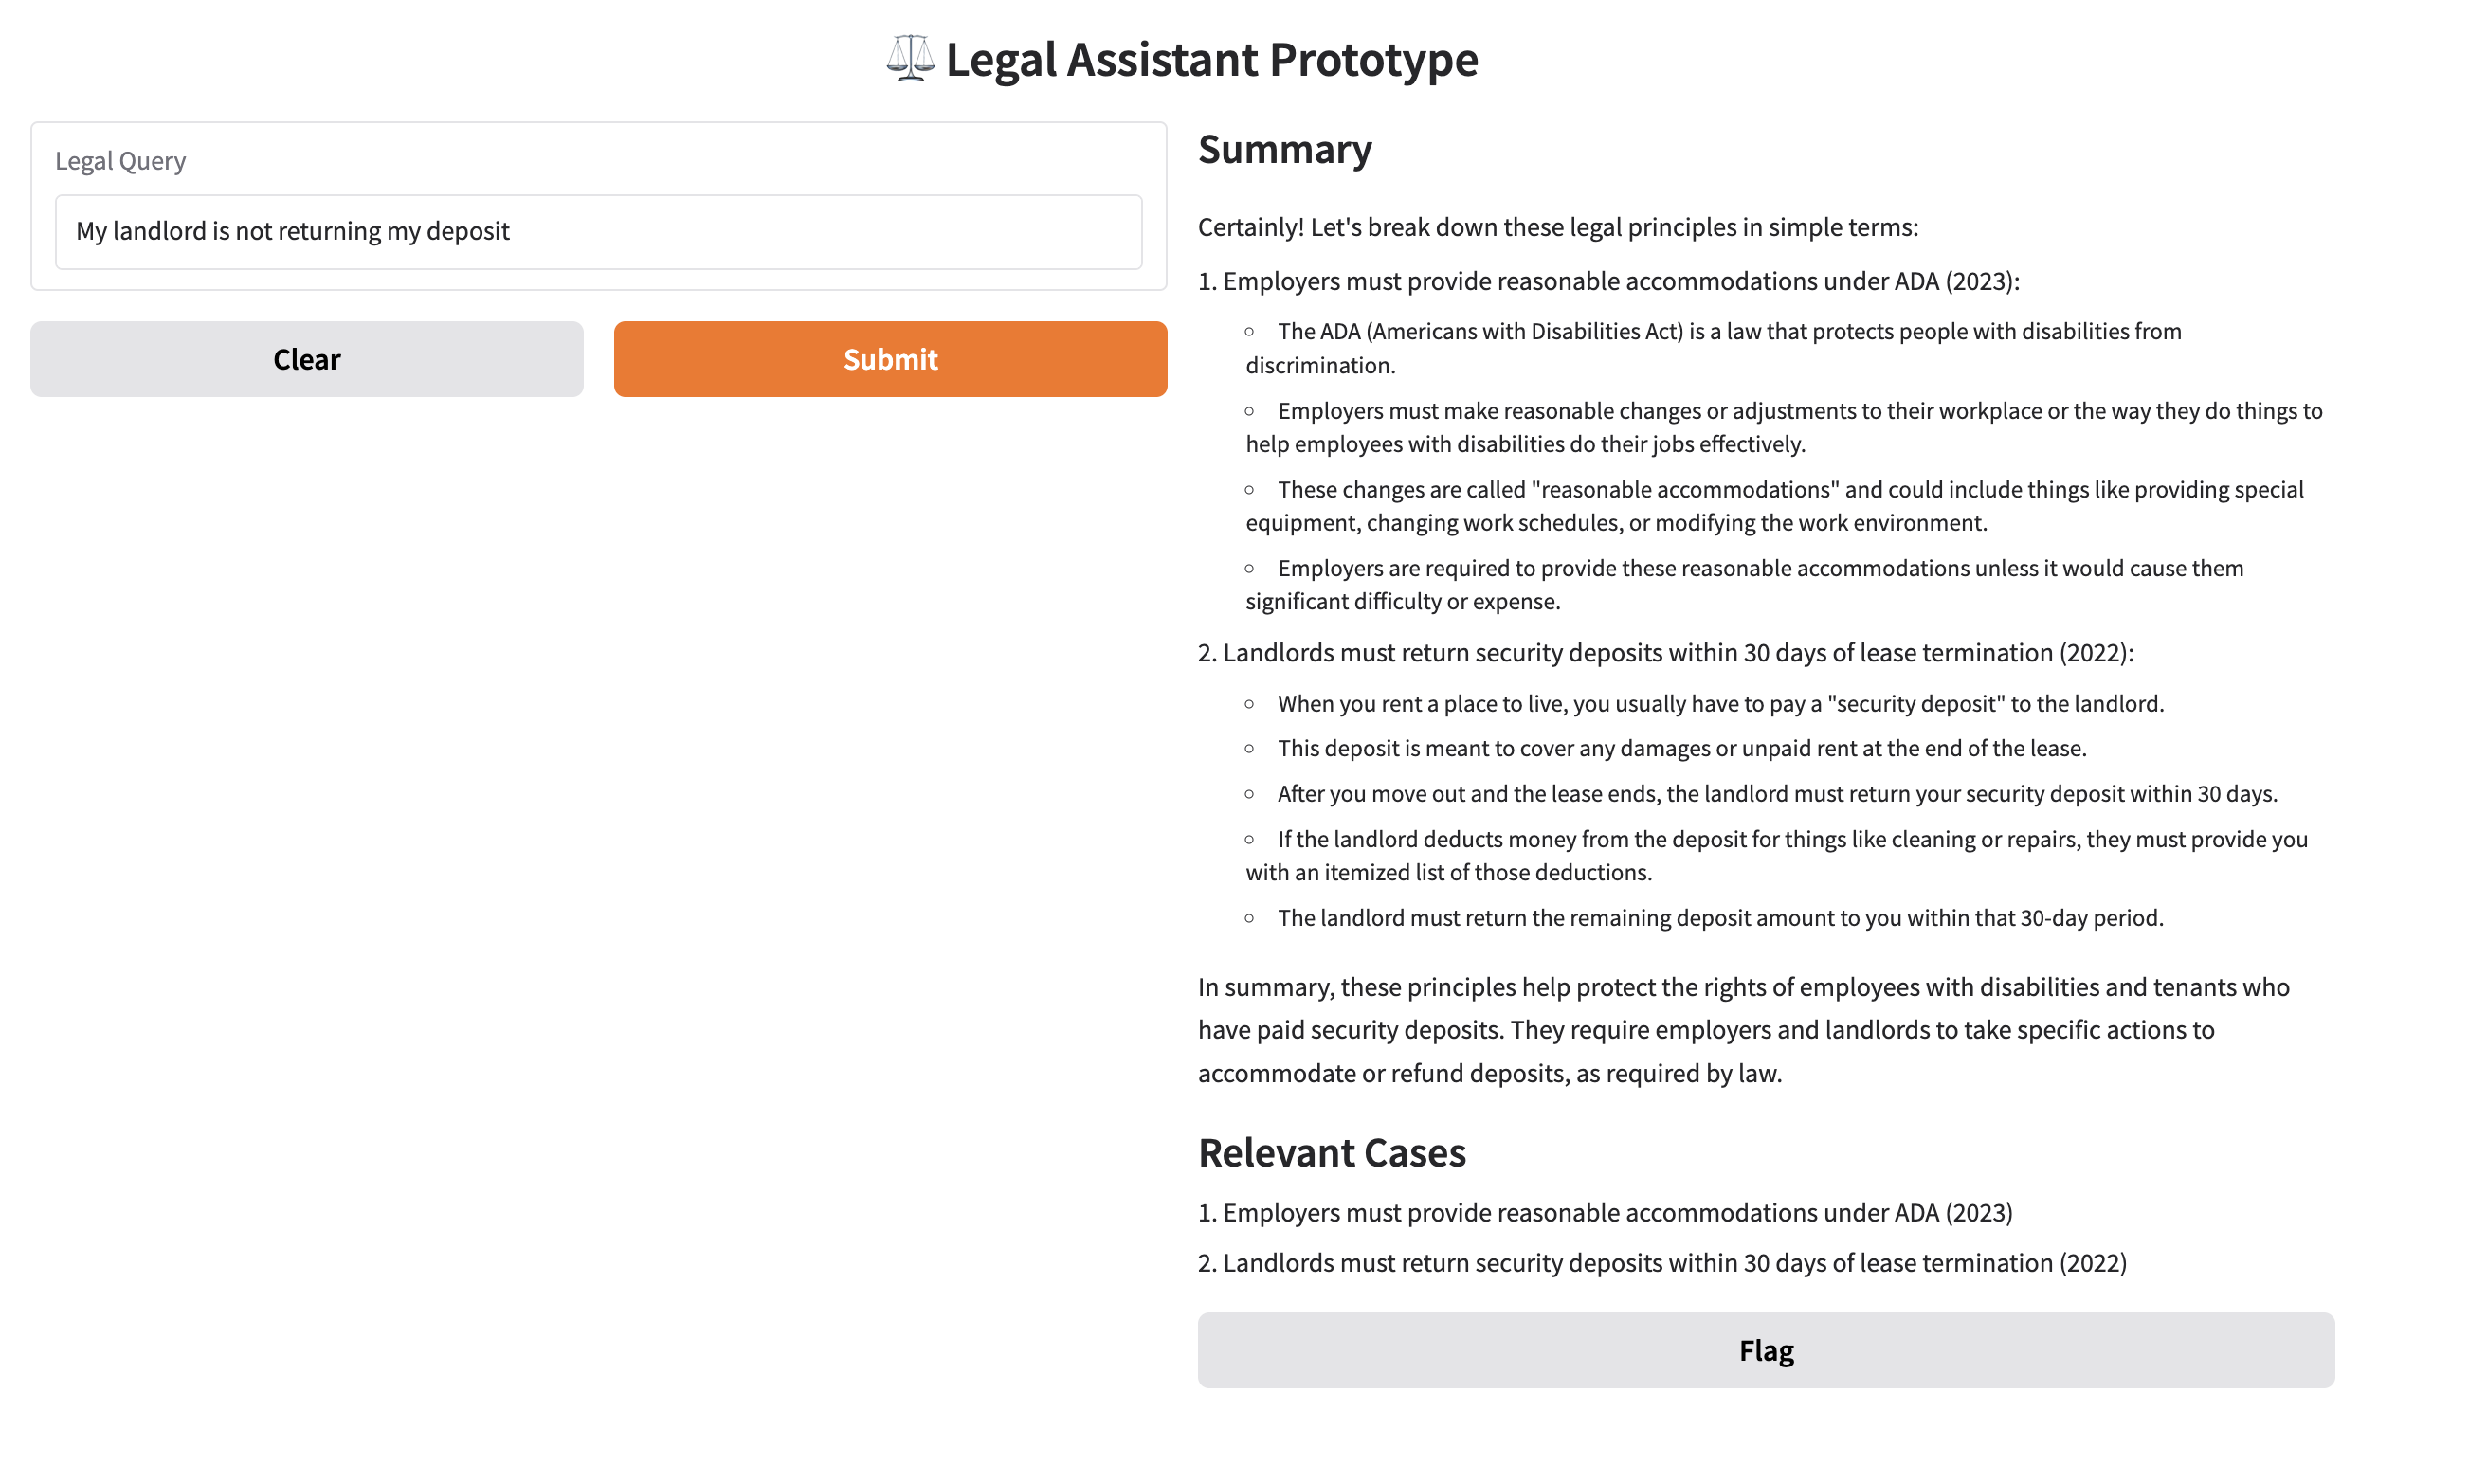 ⚖️ Legal Assistant Prototype
Legal Query
My landlord is not returning my deposit
Clear
Submit
Summary
Certainly! Let's break down these legal principles in simple terms:
1. Employers must provide reasonable accommodations under ADA (2023):
◦ The ADA (Americans with Disabilities Act) is a law that protects people with disabilities from
discrimination.
◦ Employers must make reasonable changes or adjustments to their workplace or the way they do things to
help employees with disabilities do their jobs effectively.
◦ These changes are called "reasonable accommodations" and could include things like providing special
equipment, changing work schedules, or modifying the work environment.
◦ Employers are required to provide these reasonable accommodations unless it would cause them
significant difficulty or expense.
2. Landlords must return security deposits within 30 days of lease termination (2022):
◦ When you rent a place to live, you usually have to pay a "security deposit" to the landlord.
◦ This deposit is meant to cover any damages or unpaid rent at the end of the lease.
◦ After you move out and the lease ends, the landlord must return your security deposit within 30 days.
◦ If the landlord deducts money from the deposit for things like cleaning or repairs, they must provide you
with an itemized list of those deductions.
◦ The landlord must return the remaining deposit amount to you within that 30-day period.
In summary, these principles help protect the rights of employees with disabilities and tenants who
have paid security deposits. They require employers and landlords to take specific actions to
accommodate or refund deposits, as required by law.
Relevant Cases
1. Employers must provide reasonable accommodations under ADA (2023)
2. Landlords must return security deposits within 30 days of lease termination (2022)
Flag